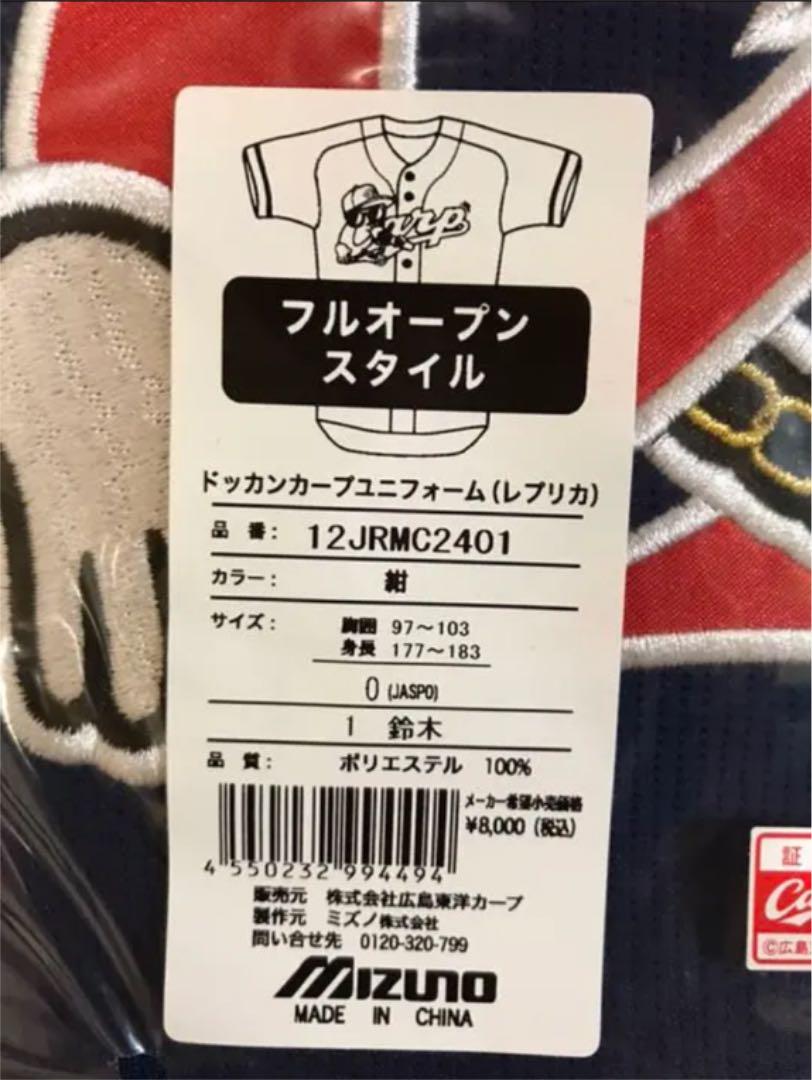 Carp
フルオープン
スタイル
ドッカンカープユニフォーム(レプリカ)
品 番: 12JRMC2401
カラー: 紺
サイズ: 胸囲 97~103
身長 177~183
O (JASPO)
1 鈴木
品 質: ポリエステル 100%
メーカー希望小売価格
¥8,000 (税込)
4 550232 994494
販売元 株式会社広島東洋カープ
製作元 ミズノ株式会社
問い合せ先 0120-320-799
MIZUNO
MADE IN CHINA
証
Ca
©広島